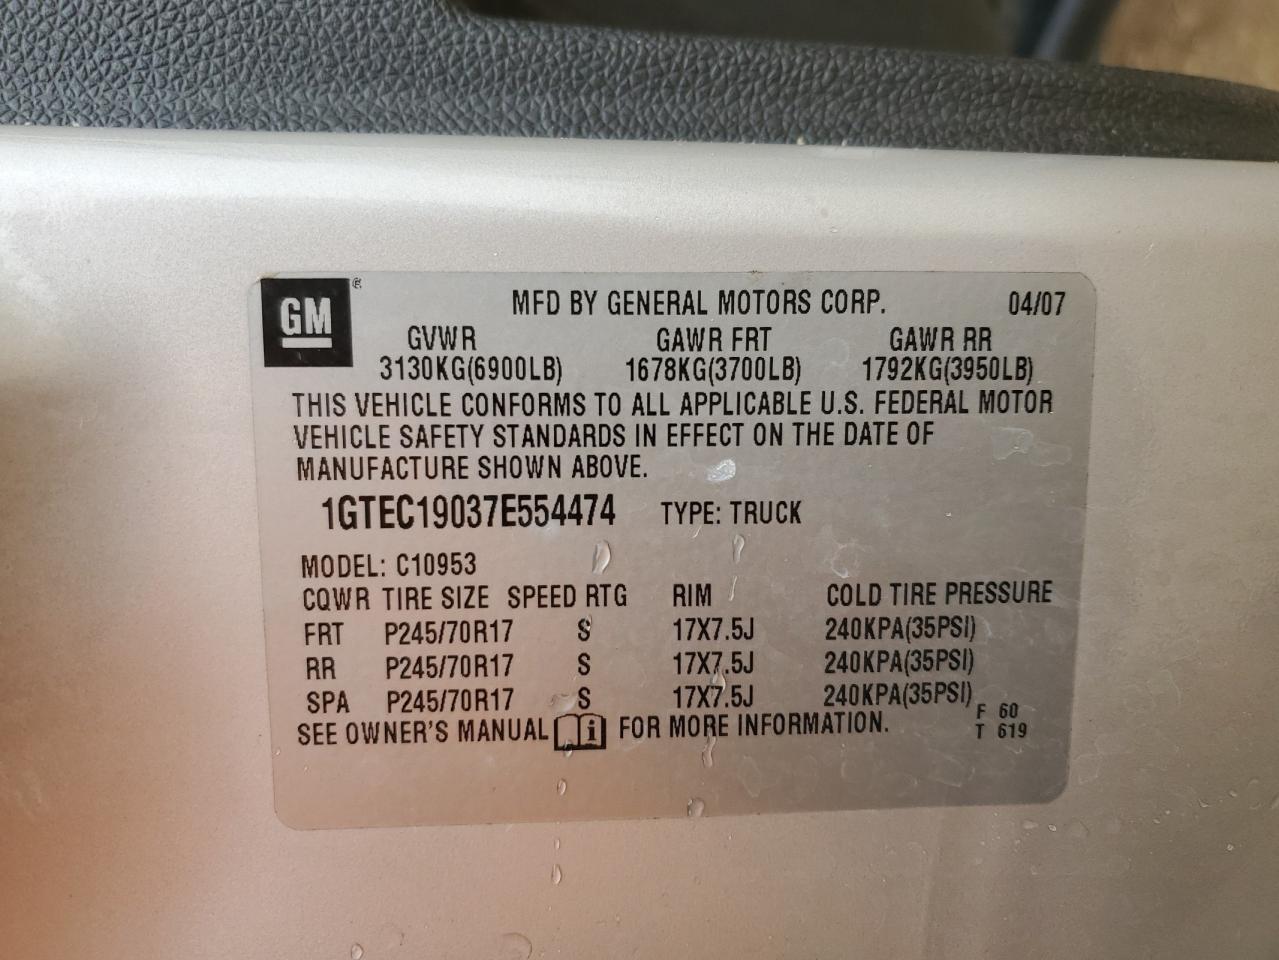 GM ®
MFD BY GENERAL MOTORS CORP. 04/07
GVWR GAWR FRT GAWR RR
3130KG(6900LB) 1678KG(3700LB) 1792KG(3950LB)
THIS VEHICLE CONFORMS TO ALL APPLICABLE U.S. FEDERAL MOTOR
VEHICLE SAFETY STANDARDS IN EFFECT ON THE DATE OF
MANUFACTURE SHOWN ABOVE.
1GTEC19037E554474 TYPE: TRUCK
MODEL: C10953
CQWR TIRE SIZE SPEED RTG RIM COLD TIRE PRESSURE
FRT P245/70R17 S 17X7.5J 240KPA(35PSI)
RR P245/70R17 S 17X7.5J 240KPA(35PSI)
SPA P245/70R17 S 17X7.5J 240KPA(35PSI)
SEE OWNER'S MANUAL i FOR MORE INFORMATION.
F 60
T 619